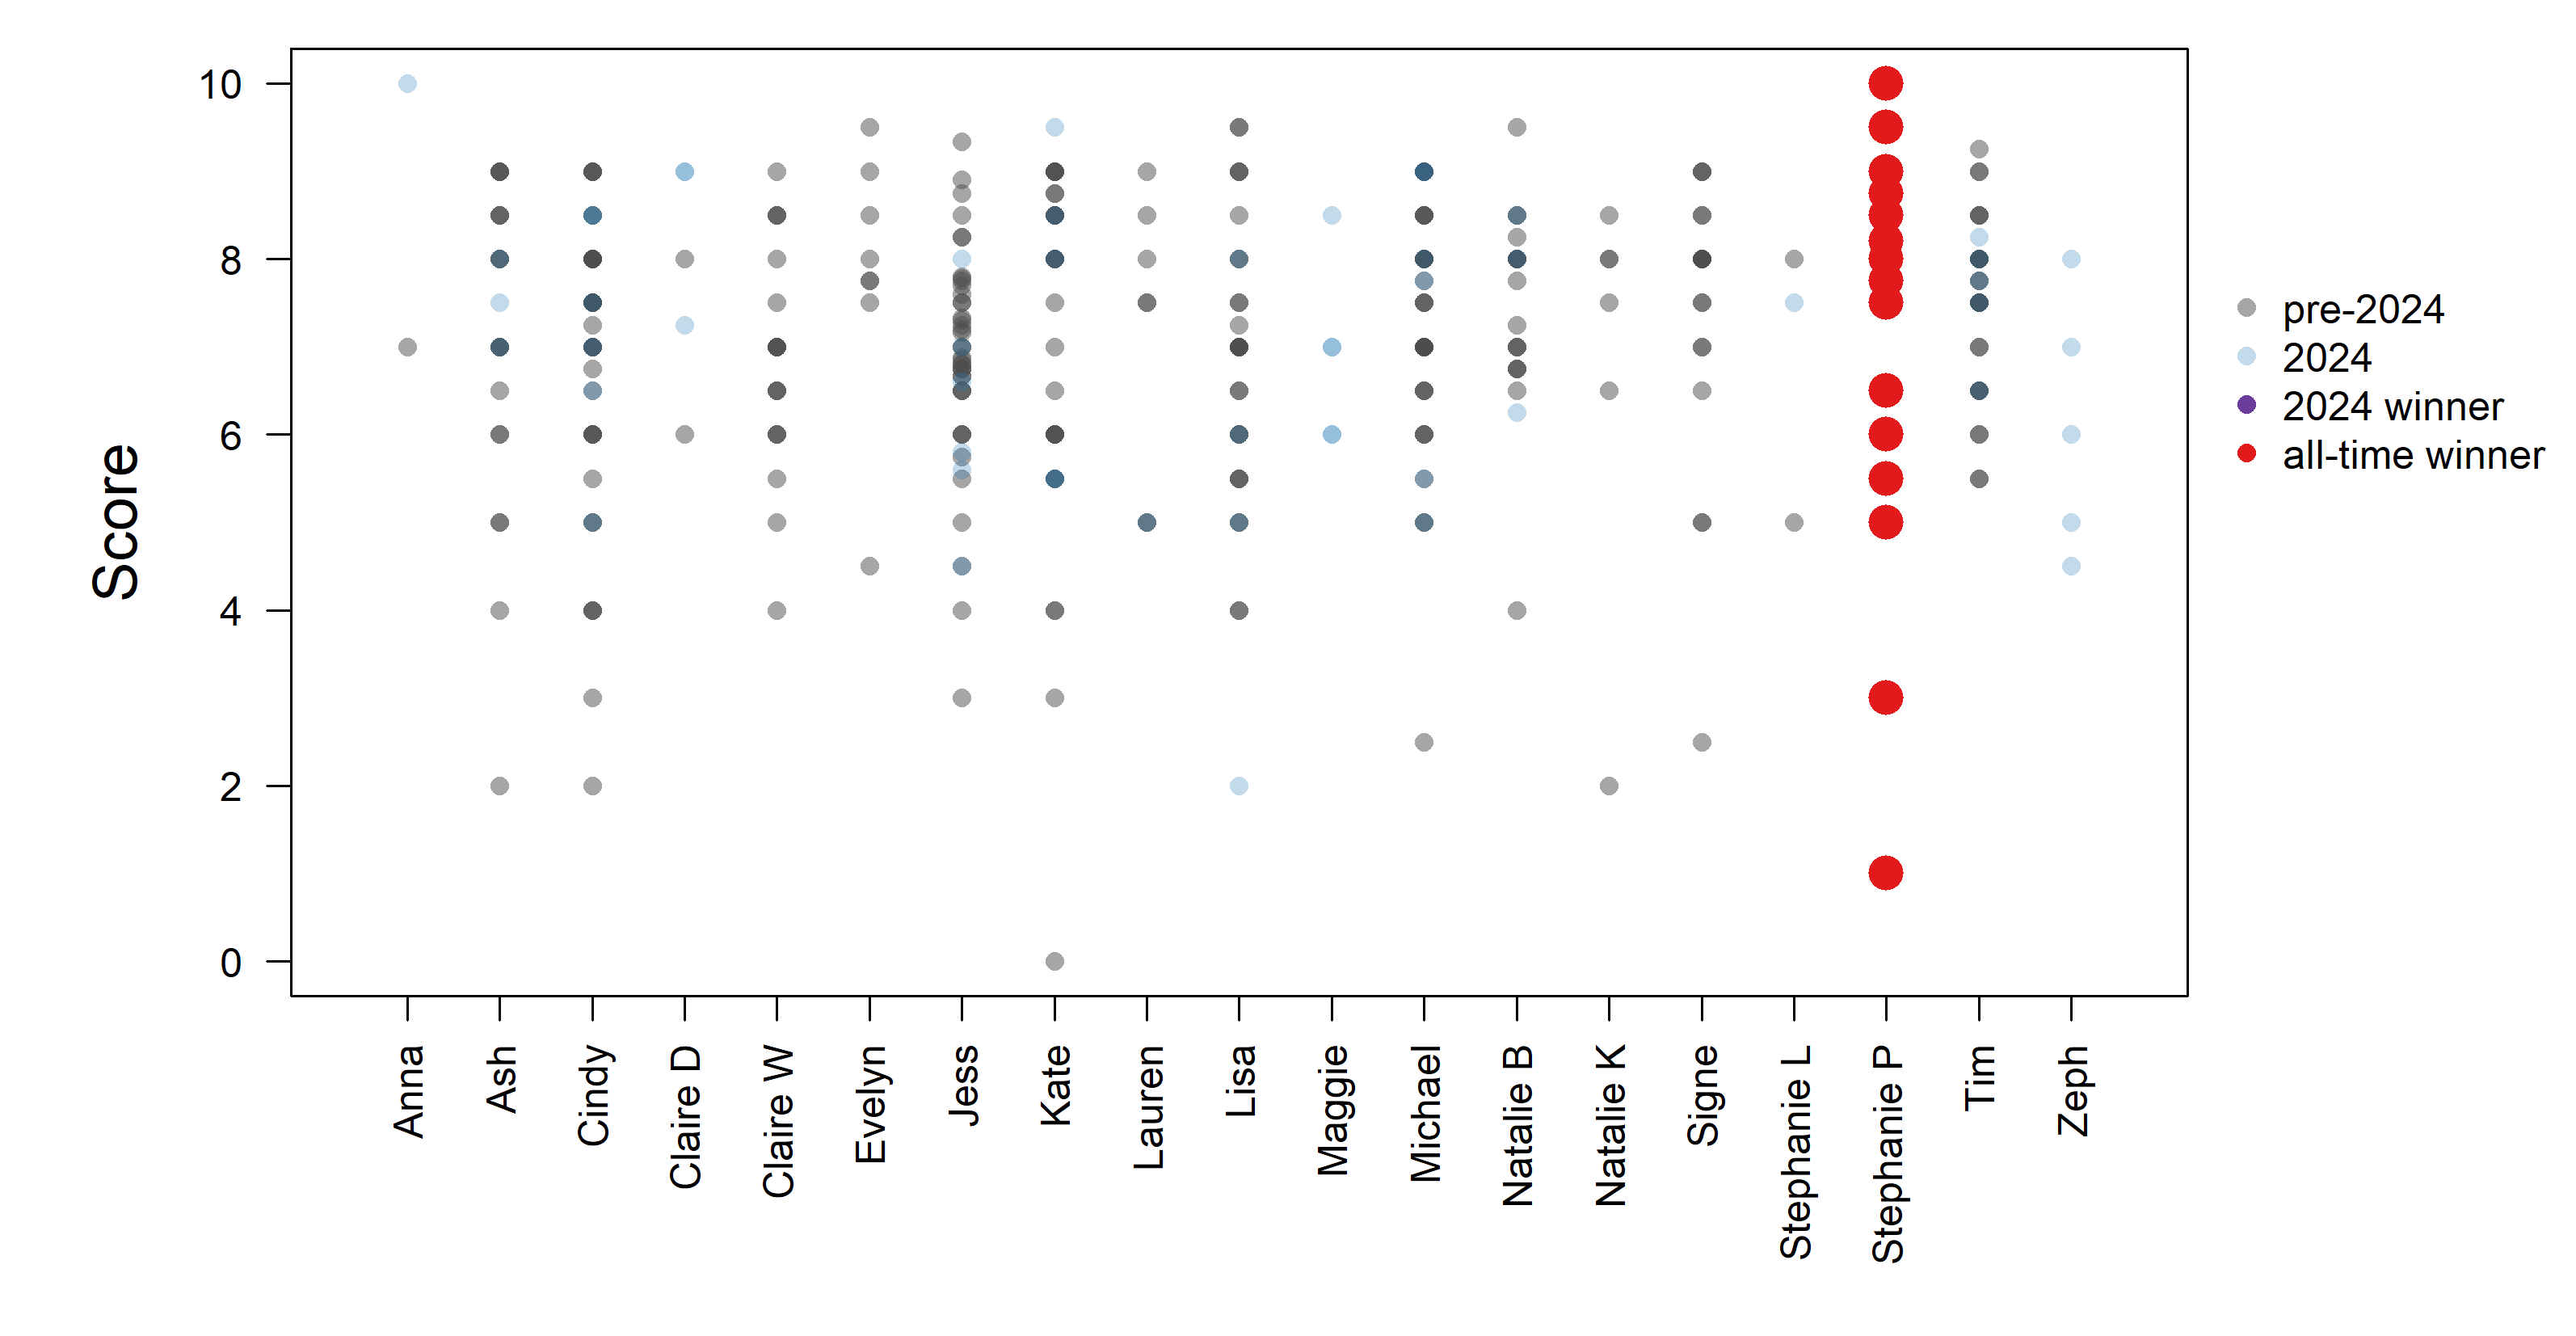 Score
10
8
6
4
2
0
Anna
Ash
Cindy
Claire D
Claire W
Evelyn
Jess
Kate
Lauren
Lisa
Maggie
Michael
Natalie B
Natalie K
Signe
Stephanie L
Stephanie P
Tim
Zeph
pre-2024
2024
2024 winner
all-time winner